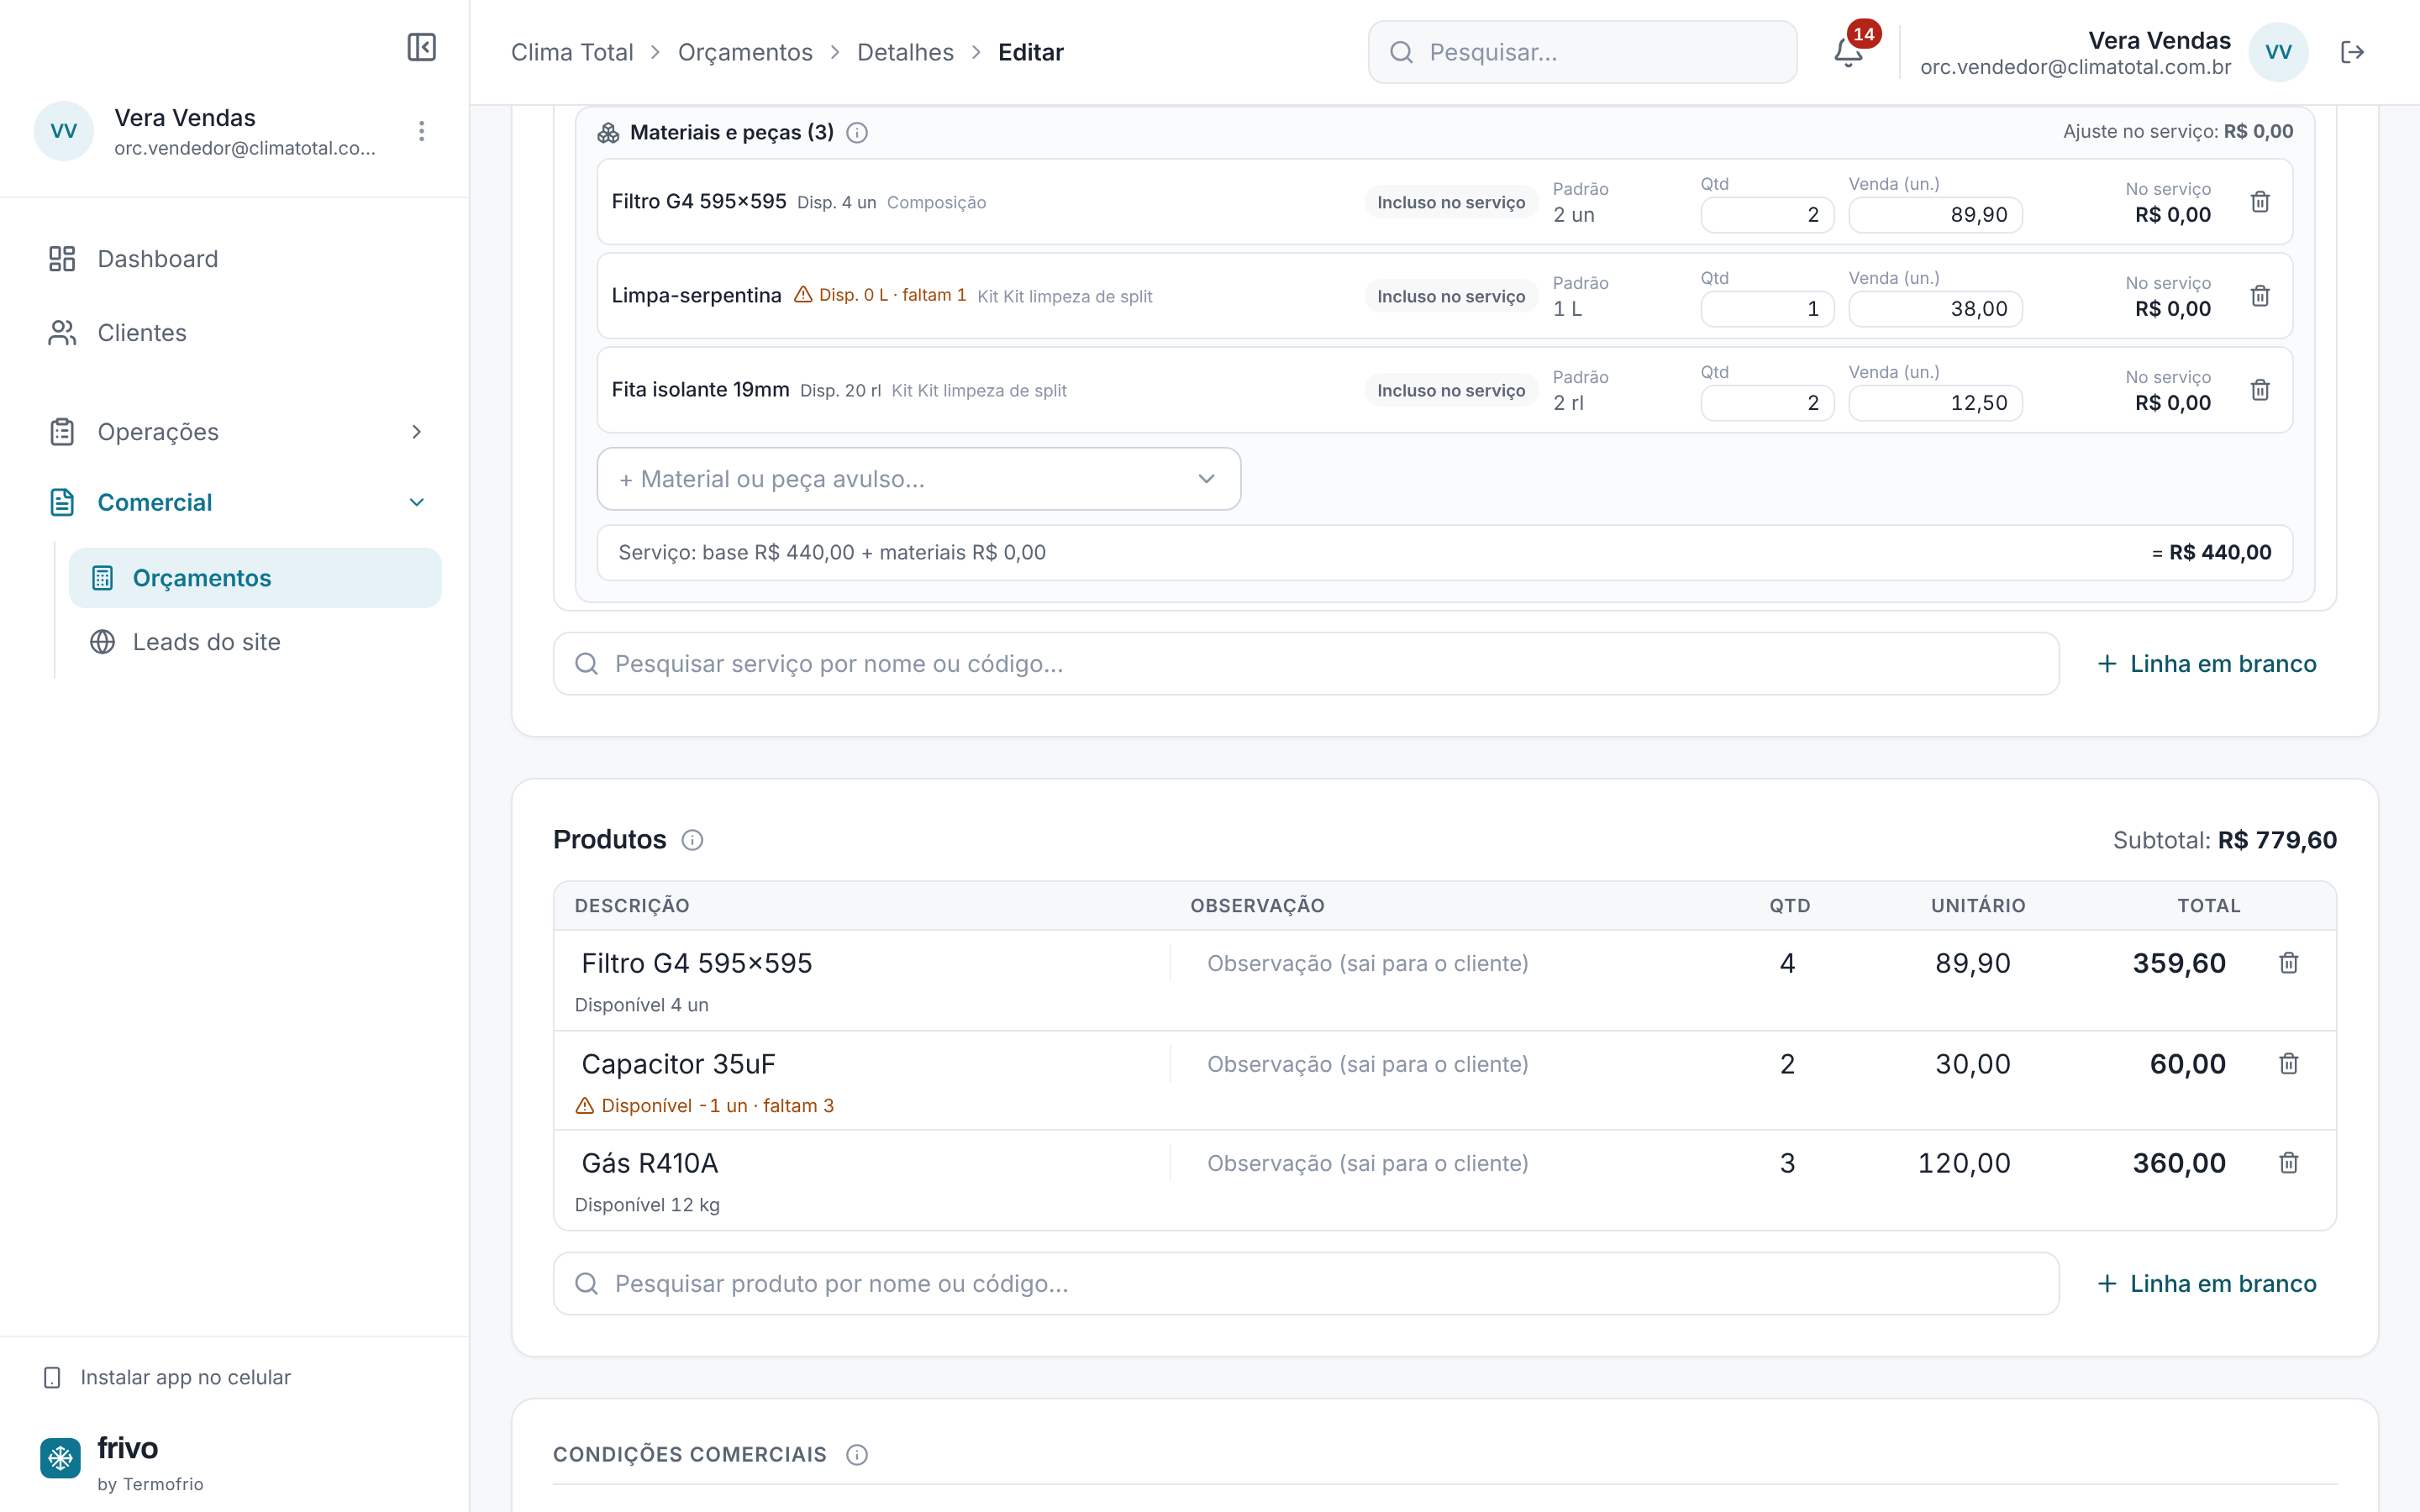 VV
Vera Vendas
orc.vendedor@climatotal.co...
Dashboard
Clientes
Operações
Comercial
Orçamentos
Leads do site
Instalar app no celular
frivo
by Termofrio
Clima Total > Orçamentos > Detalhes > Editar
Pesquisar...
14
Vera Vendas
orc.vendedor@climatotal.com.br
VV
Materiais e peças (3)
Ajuste no serviço: R$ 0,00
Filtro G4 595×595 Disp. 4 un Composição
Incluso no serviço
Padrão
2 un
Qtd
2
Venda (un.)
89,90
No serviço
R$ 0,00
Limpa-serpentina Disp. 0 L · faltam 1 Kit Kit limpeza de split
Incluso no serviço
Padrão
1 L
Qtd
1
Venda (un.)
38,00
No serviço
R$ 0,00
Fita isolante 19mm Disp. 20 rl Kit Kit limpeza de split
Incluso no serviço
Padrão
2 rl
Qtd
2
Venda (un.)
12,50
No serviço
R$ 0,00
+ Material ou peça avulso...
Serviço: base R$ 440,00 + materiais R$ 0,00
= R$ 440,00
Pesquisar serviço por nome ou código...
+ Linha em branco
Produtos
Subtotal: R$ 779,60
DESCRIÇÃO OBSERVAÇÃO QTD UNITÁRIO TOTAL
Filtro G4 595×595 Observação (sai para o cliente) 4 89,90 359,60
Disponível 4 un
Capacitor 35uF Observação (sai para o cliente) 2 30,00 60,00
Disponível -1 un · faltam 3
Gás R410A Observação (sai para o cliente) 3 120,00 360,00
Disponível 12 kg
Pesquisar produto por nome ou código...
+ Linha em branco
CONDIÇÕES COMERCIAIS